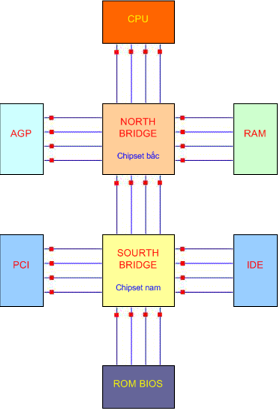 CPU
AGP
NORTH
BRIDGE
Chipset bắc
RAM
PCI
SOURTH
BRIDGE
Chipset nam
IDE
ROM BIOS